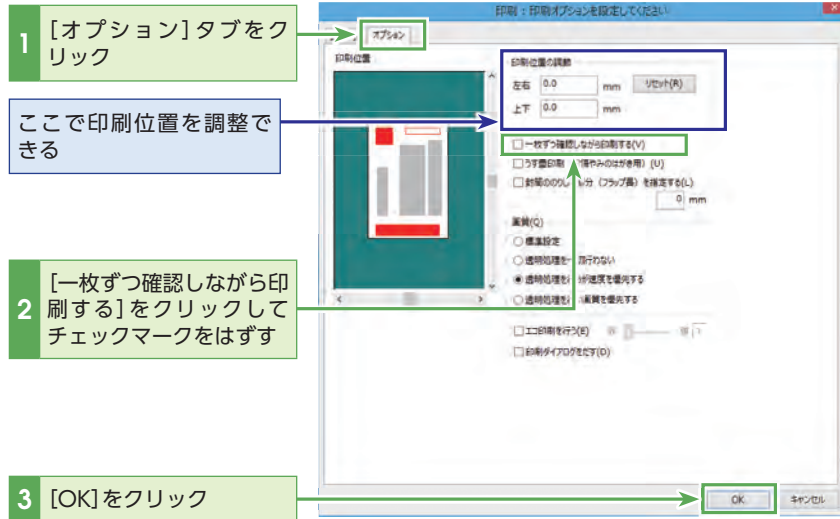 印刷:印刷オプションを設定してください
1
[オプション]タブをク
リック
オプション
印刷位置
ここで印刷位置を調整で
きる
印刷位置の調整
左右 0.0 mm リセット(R)
上下 0.0 mm
一枚ずつ確認しながら印刷する(V)
うす墨印刷
やみのはがき用)(U)
封筒ののりし
分(フラップ長)を指定する(L)
0 mm
2
[一枚ずつ確認しながら印
刷する]をクリックして
チェックマークをはずす
画質(Q)
標準設定
透明処理を
行わない
透明処理を
が速度を優先する
透明処理を
画質を優先する
エコ印刷を行う(E)
印刷ダイアログをだす(D)
3
[OK]をクリック
OK キャンセル